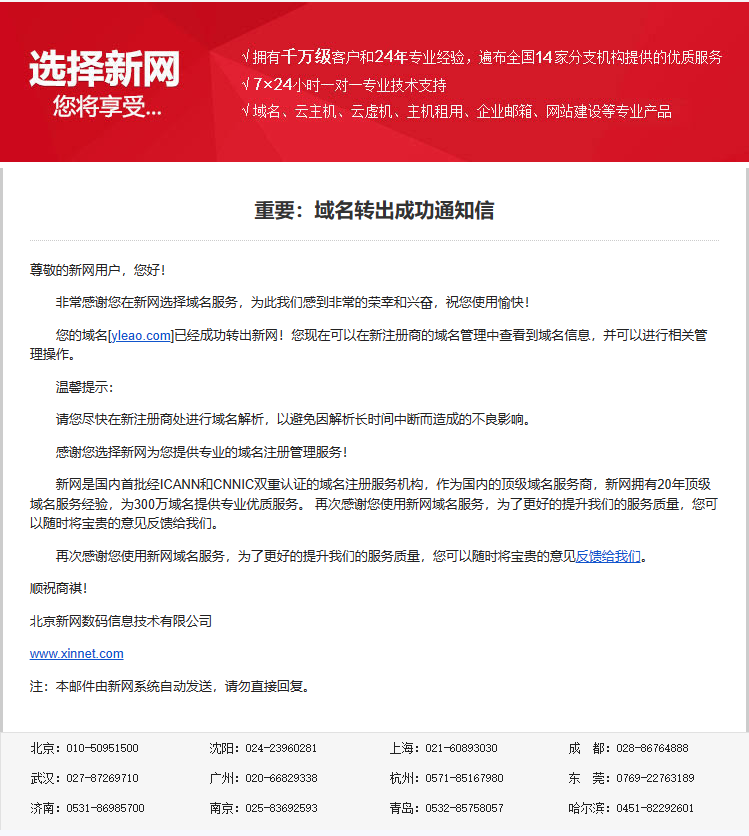 选择新网
您将享受...
√ 拥有千万级客户和24年专业经验，遍布全国14家分支机构提供的优质服务
√ 7×24小时一对一专业技术支持
√ 域名、云主机、云虚机、主机租用、企业邮箱、网站建设等专业产品
重要：域名转出成功通知信
尊敬的新网用户，您好！
非常感谢您在新网选择域名服务，为此我们感到非常的荣幸和兴奋，祝您使用愉快！
您的域名[yleao.com]已经成功转出新网！您现在可以在新注册商的域名管理中查看到域名信息，并可以进行相关管
理操作。
温馨提示：
请您尽快在新注册商处进行域名解析，以避免因解析长时间中断而造成的不良影响。
感谢您选择新网为您提供专业的域名注册管理服务！
新网是国内首批经ICANN和CNNIC双重认证的域名注册服务机构，作为国内的顶级域名服务商，新网拥有20年顶级
域名服务经验，为300万域名提供专业优质服务。 再次感谢您使用新网域名服务，为了更好的提升我们的服务质量，您可
以随时将宝贵的意见反馈给我们。
再次感谢您使用新网域名服务，为了更好的提升我们的服务质量，您可以随时将宝贵的意见反馈给我们。
顺祝商祺！
北京新网数码信息技术有限公司
www.xinnet.com
注：本邮件由新网系统自动发送，请勿直接回复。
北京：010-50951500 沈阳：024-23960281 上海：021-60893030 成 都：028-86764888
武汉：027-87269710 广州：020-66829338 杭州：0571-85167980 东 莞：0769-22763189
济南：0531-86985700 南京：025-83692593 青岛：0532-85758057 哈尔滨：0451-82292601